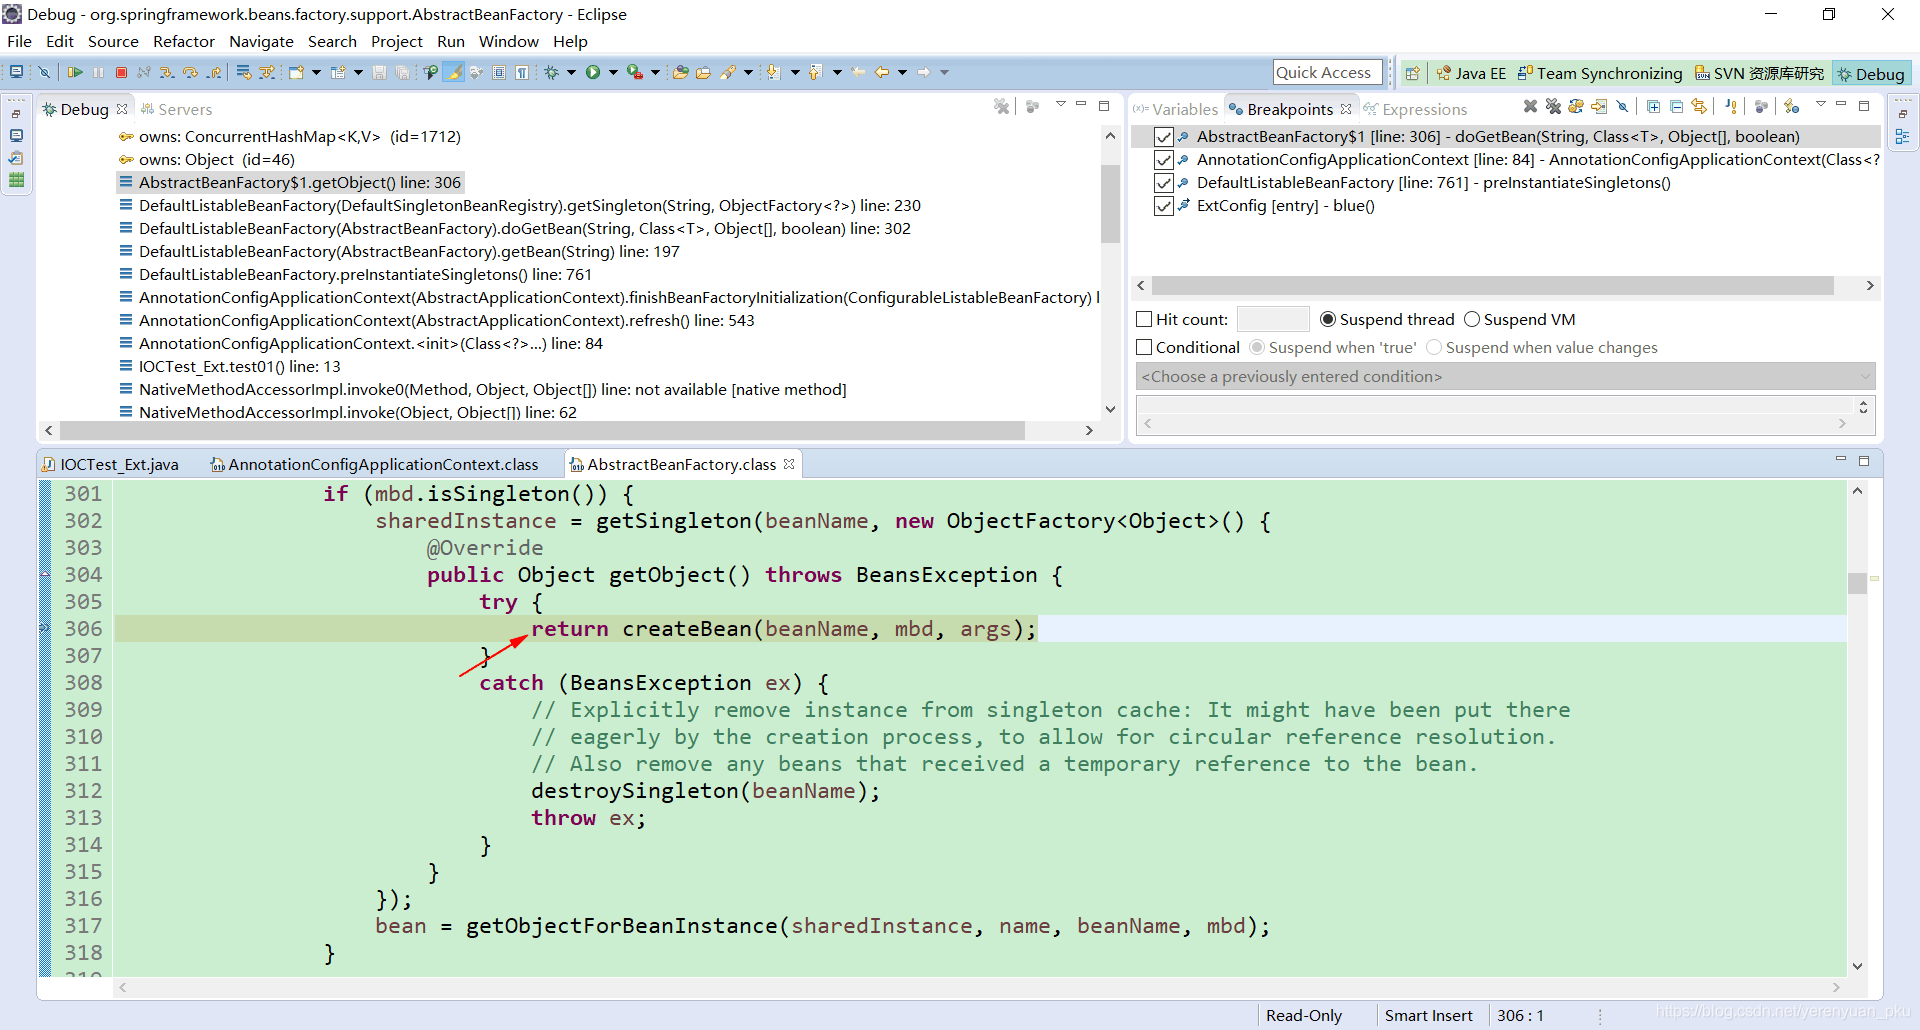 Debug - org.springframework.beans.factory.support.AbstractBeanFactory - Eclipse
File Edit Source Refactor Navigate Search Project Run Window Help
Quick Access
Java EE
Team Synchronizing
SVN 资源库研究
Debug
Debug
Servers
owns: ConcurrentHashMap<K,V> (id=1712)
owns: Object (id=46)
AbstractBeanFactory$1.getObject() line: 306
DefaultListableBeanFactory(DefaultSingletonBeanRegistry).getSingleton(String, ObjectFactory<?>) line: 230
DefaultListableBeanFactory(AbstractBeanFactory).doGetBean(String, Class<T>, Object[], boolean) line: 302
DefaultListableBeanFactory(AbstractBeanFactory).getBean(String) line: 197
DefaultListableBeanFactory.preInstantiateSingletons() line: 761
AnnotationConfigApplicationContext(AbstractApplicationContext).finishBeanFactoryInitialization(ConfigurableListableBeanFactory) l
AnnotationConfigApplicationContext(AbstractApplicationContext).refresh() line: 543
AnnotationConfigApplicationContext.<init>(Class<?>...) line: 84
IOCTest_Ext.test01() line: 13
NativeMethodAccessorImpl.invoke0(Method, Object, Object[]) line: not available [native method]
NativeMethodAccessorImpl.invoke(Object, Object[]) line: 62
(x)= Variables
Breakpoints
Expressions
AbstractBeanFactory$1 [line: 306] - doGetBean(String, Class<T>, Object[], boolean)
AnnotationConfigApplicationContext [line: 84] - AnnotationConfigApplicationContext(Class<?
DefaultListableBeanFactory [line: 761] - preInstantiateSingletons()
ExtConfig [entry] - blue()
Hit count:
Suspend thread
Suspend VM
Conditional
Suspend when 'true'
Suspend when value changes
<Choose a previously entered condition>
IOCTest_Ext.java
AnnotationConfigApplicationContext.class
AbstractBeanFactory.class
301 if (mbd.isSingleton()) {
302 sharedInstance = getSingleton(beanName, new ObjectFactory<Object>() {
303 @Override
304 public Object getObject() throws BeansException {
305 try {
306 return createBean(beanName, mbd, args);
307 }
308 catch (BeansException ex) {
309 // Explicitly remove instance from singleton cache: It might have been put there
310 // eagerly by the creation process, to allow for circular reference resolution.
311 // Also remove any beans that received a temporary reference to the bean.
312 destroySingleton(beanName);
313 throw ex;
314 }
315 }
316 });
317 bean = getObjectForBeanInstance(sharedInstance, name, beanName, mbd);
318 }
319
Read-Only
Smart Insert
306 : 1
https://blog.csdn.net/yerenyuan_pku